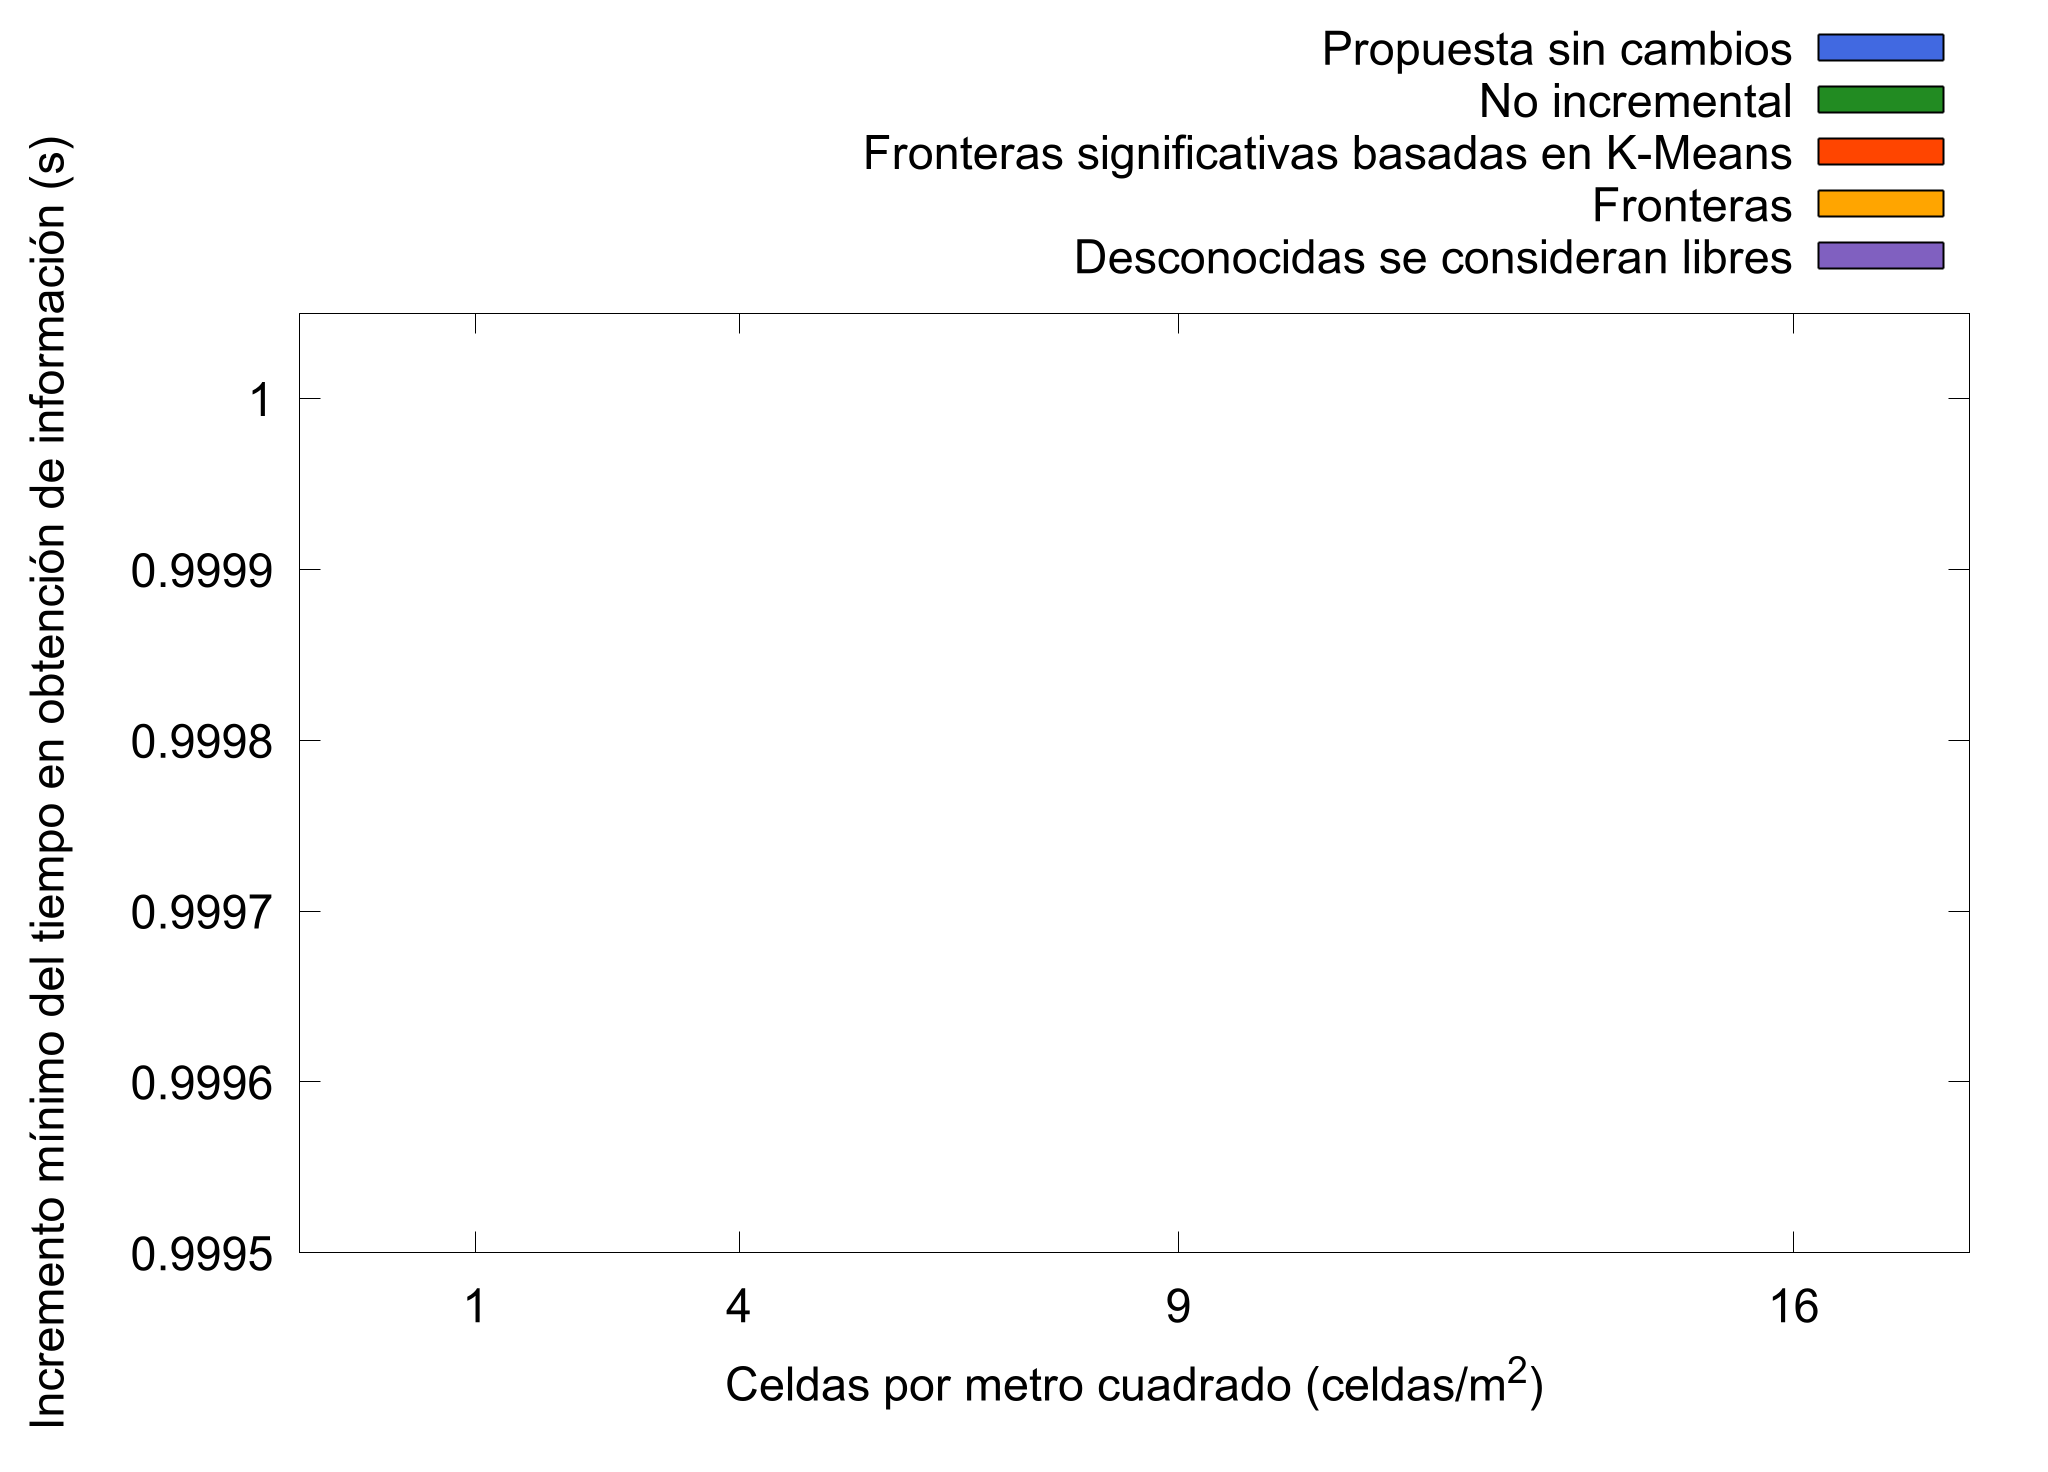 Propuesta sin cambios
No incremental
Fronteras significativas basadas en K-Means
Fronteras
Desconocidas se consideran libres
Incremento mínimo del tiempo en obtención de información (s)
1
0.9999
0.9998
0.9997
0.9996
0.9995
1 4 9 16
Celdas por metro cuadrado (celdas/m²)